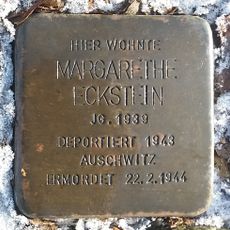 HIER WOHNTE
MARGARETHE
ECKSTEIN
JG. 1939
DEPORTIERT 1943
AUSCHWITZ
ERMORDET 22.2.1944